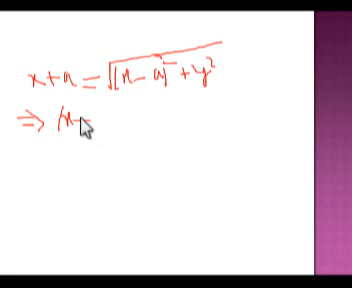 x+a = √[(x-a)² + y²
⇒ (x-